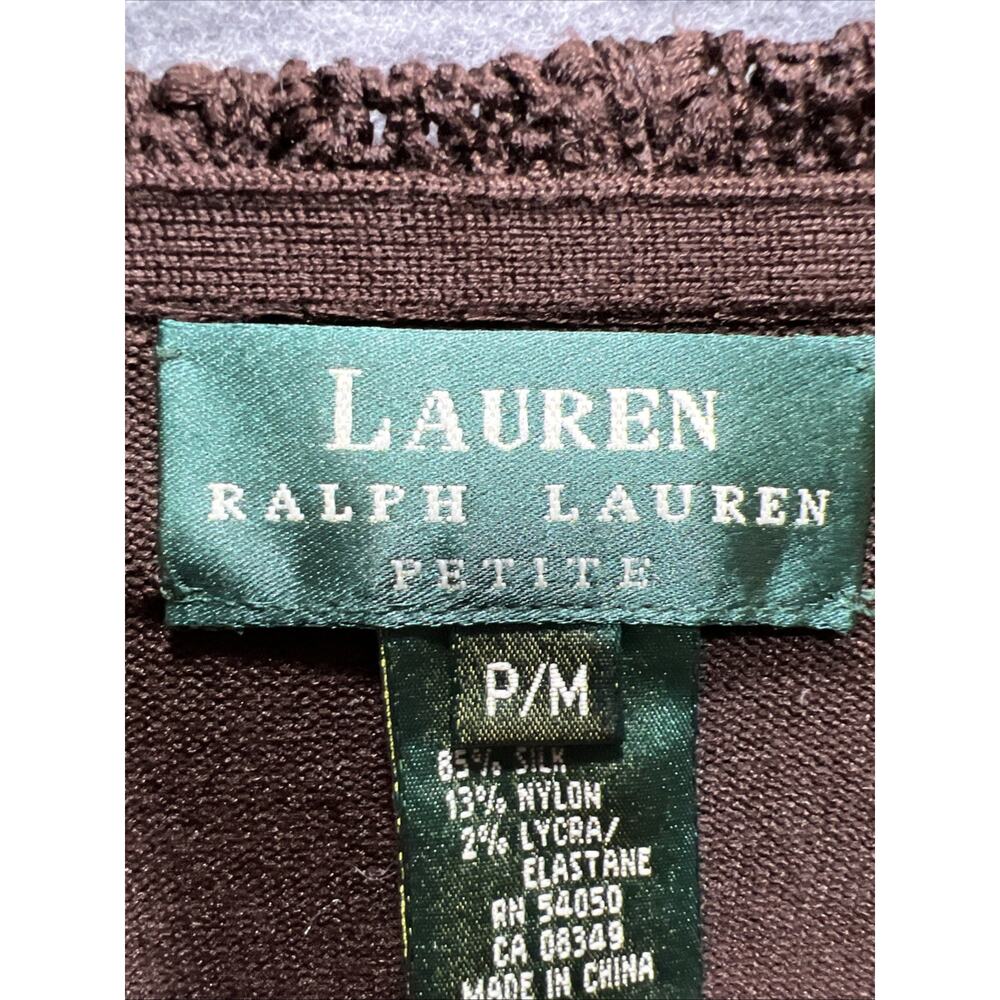 LAUREN
RALPH LAUREN
PETITE
P/M
85% SILK
13% NYLON
2% LYCRA/
ELASTANE
RN 54050
CA 08349
MADE IN CHINA